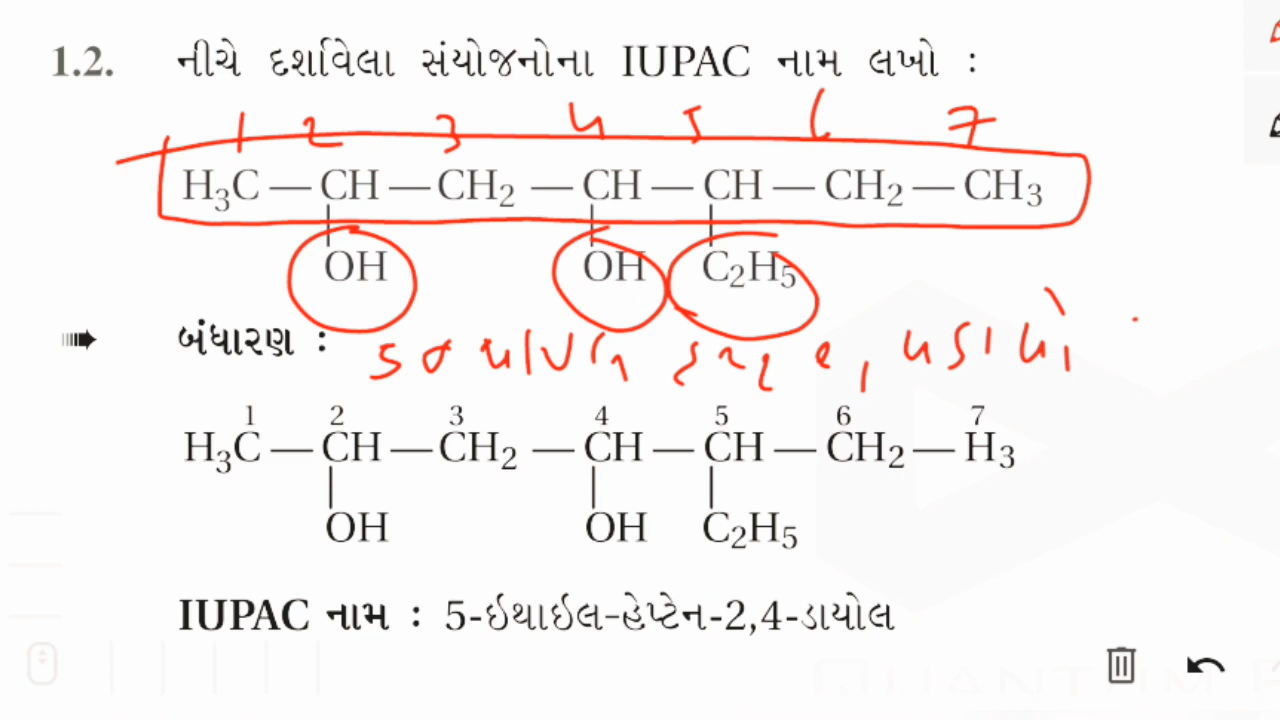 1.2. નીચે દર્શાવેલા સંયોજનોના IUPAC નામ લખો :
1 2 3 4 5 6 7
H₃C — CH — CH₂ — CH — CH — CH₂ — CH₃
OH OH C₂H₅
બંધારણ :
1 2 3 4 5 6 7
H₃C — CH — CH₂ — CH — CH — CH₂ — H₃
OH OH C₂H₅
IUPAC નામ : 5-ઇથાઇલ-હેપ્ટેન-2,4-ડાયોલ